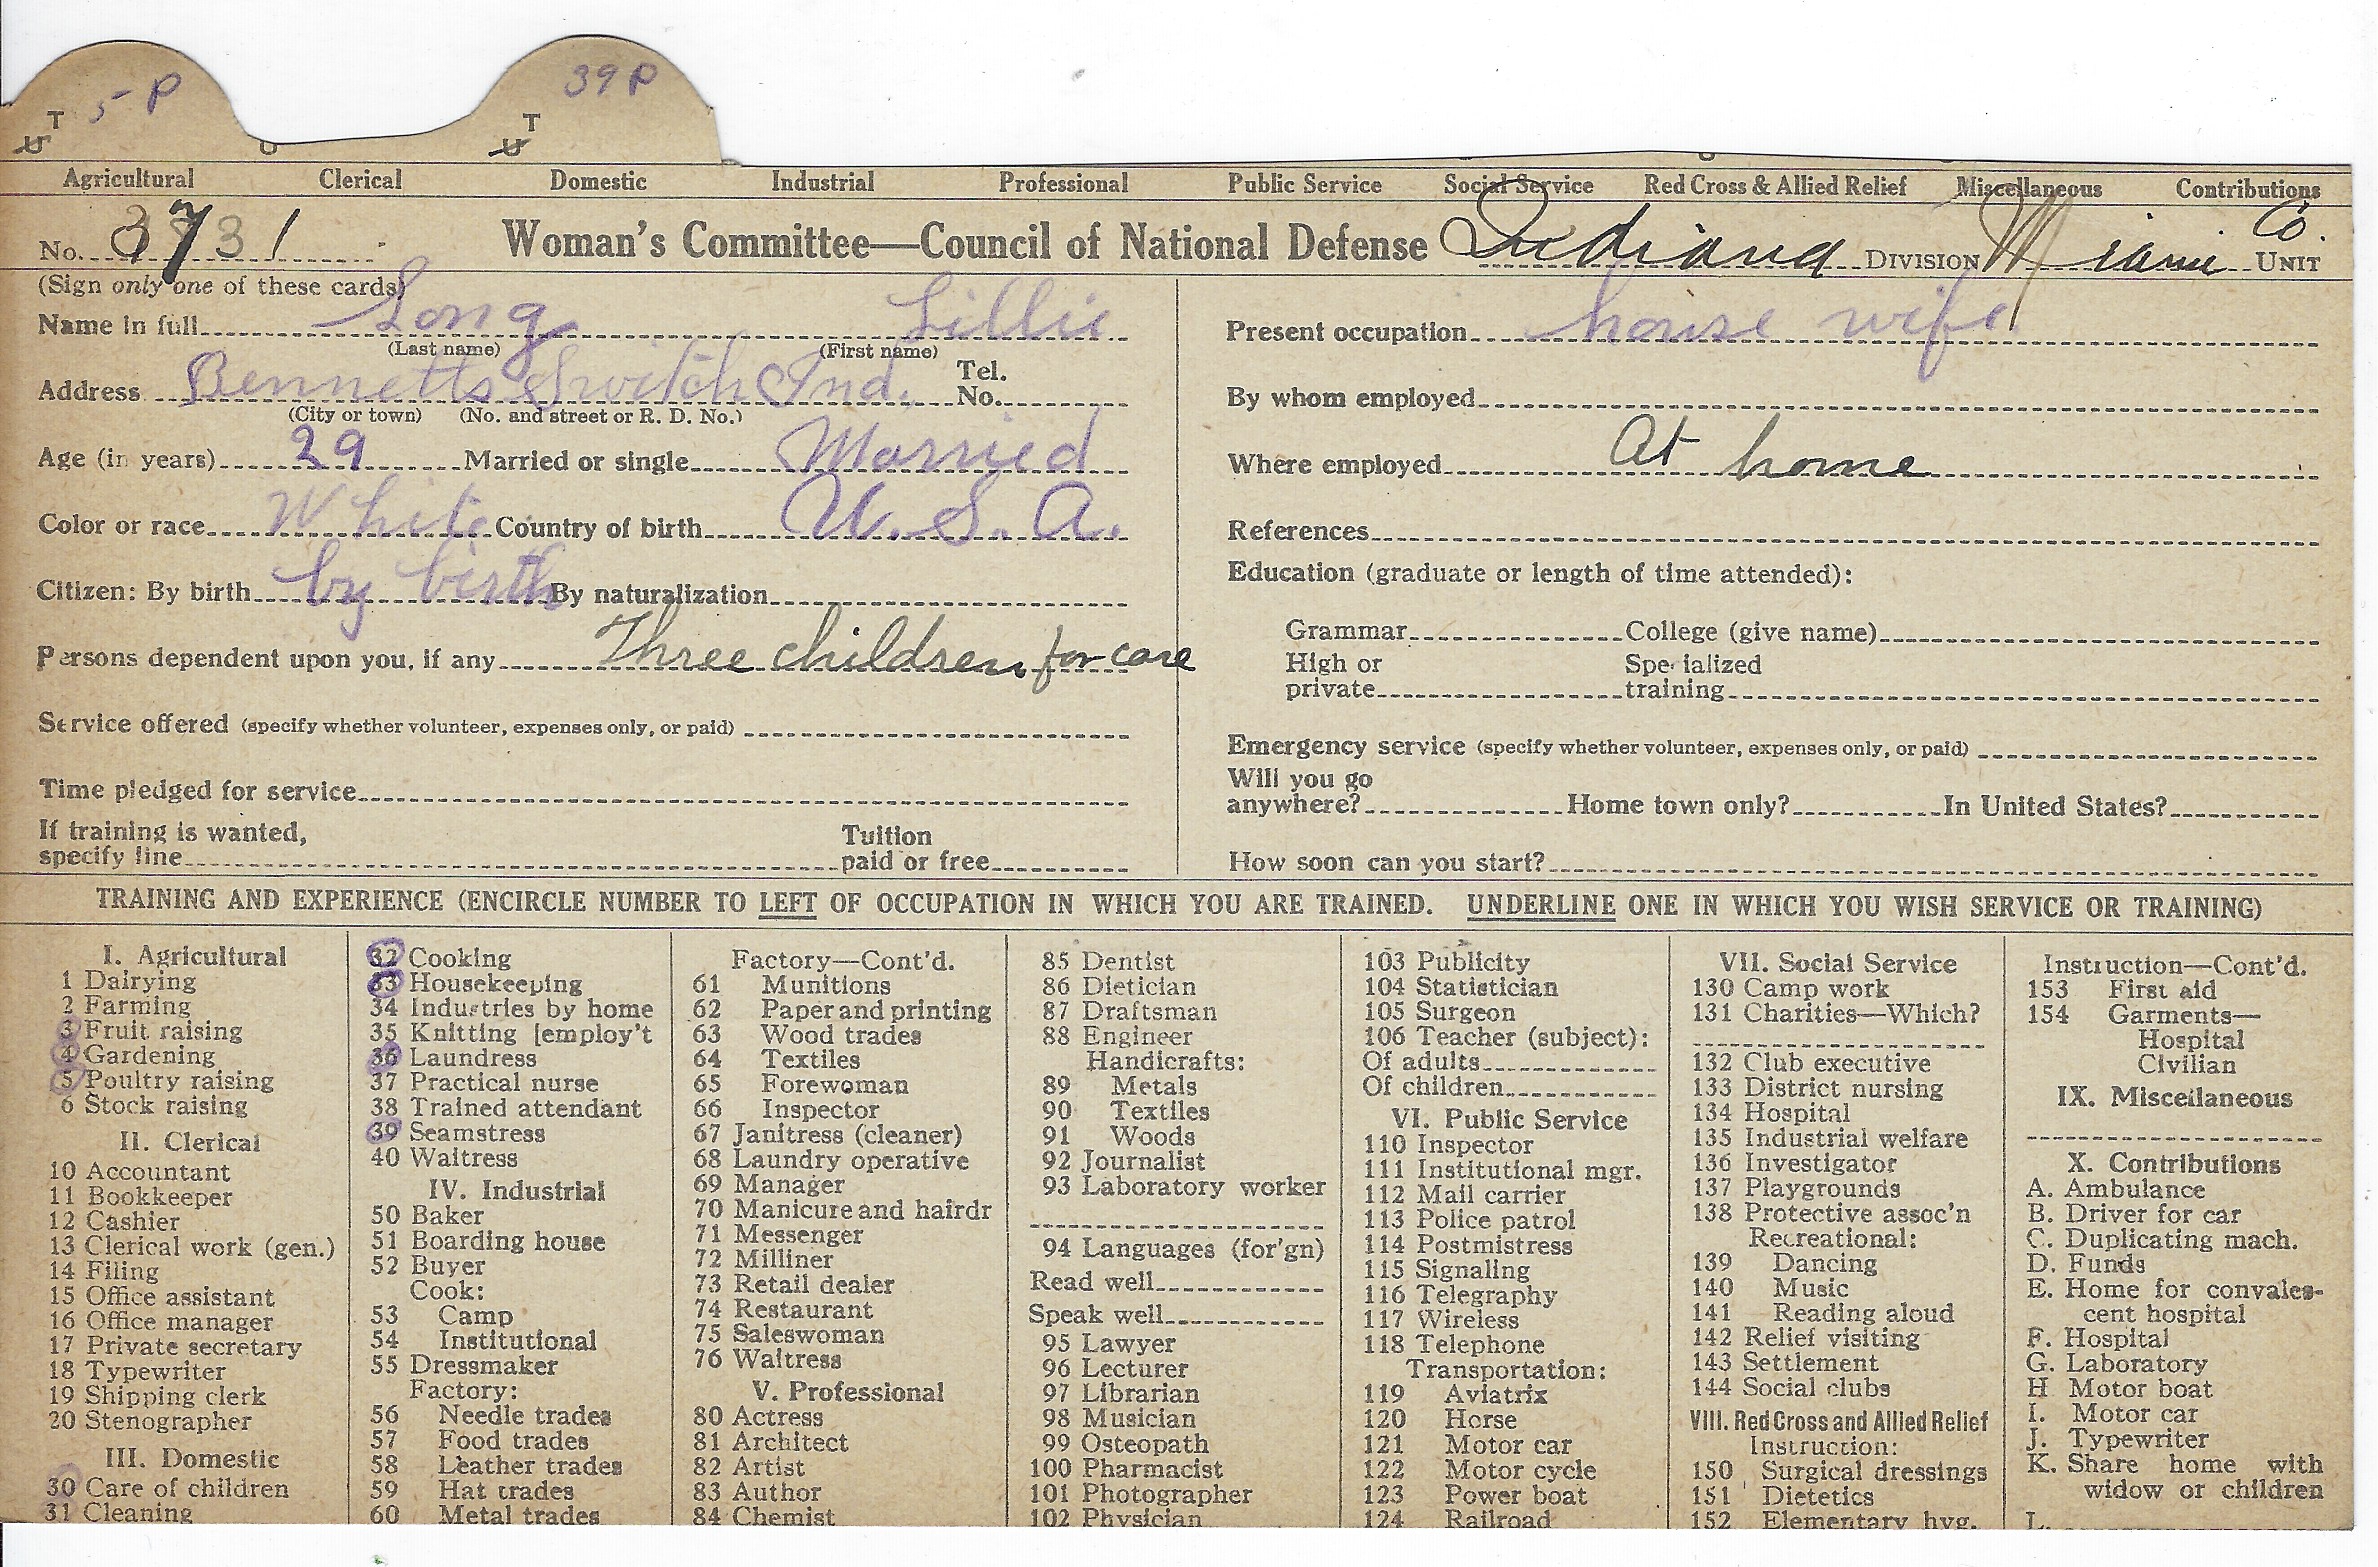 5 P 39 P
T T
U U
Agricultural Clerical Domestic Industrial Professional Public Service Social Service Red Cross & Allied Relief Miscellaneous Contributions
No. Woman's Committee—Council of National Defense Indiana DIVISION Miami Co. UNIT
(Sign only one of these cards)
Name in full Long Lillie
(Last name) (First name)
Address Bennetts Switch Ind. Tel. No.
(City or town) (No. and street or R. D. No.)
Age (in years) 29 Married or single Married
Color or race White Country of birth U. S. A.
Citizen: By birth by birth By naturalization
Persons dependent upon you, if any Three children for care
Service offered (specify whether volunteer, expenses only, or paid)
Time pledged for service
If training is wanted,
specify line
Tuition
paid or free
Present occupation house wife
By whom employed
Where employed At home
References
Education (graduate or length of time attended):
Grammar College (give name)
High or
private
Specialized
training
Emergency service (specify whether volunteer, expenses only, or paid)
Will you go
anywhere? Home town only? In United States?
How soon can you start?
TRAINING AND EXPERIENCE (ENCIRCLE NUMBER TO LEFT OF OCCUPATION IN WHICH YOU ARE TRAINED. UNDERLINE ONE IN WHICH YOU WISH SERVICE OR TRAINING)
I. Agricultural
1 Dairying
2 Farming
3 Fruit raising
4 Gardening
5 Poultry raising
6 Stock raising
II. Clerical
10 Accountant
11 Bookkeeper
12 Cashier
13 Clerical work (gen.)
14 Filing
15 Office assistant
16 Office manager
17 Private secretary
18 Typewriter
19 Shipping clerk
20 Stenographer
III. Domestic
30 Care of children
31 Cleaning
32 Cooking
33 Housekeeping
34 Industries by home
35 Knitting [employ't
36 Laundress
37 Practical nurse
38 Trained attendant
39 Seamstress
40 Waitress
IV. Industrial
50 Baker
51 Boarding house
52 Buyer
Cook:
53 Camp
54 Institutional
55 Dressmaker
Factory:
56 Needle trades
57 Food trades
58 Leather trades
59 Hat trades
60 Metal trades
Factory—Cont'd.
61 Munitions
62 Paper and printing
63 Wood trades
64 Textiles
65 Forewoman
66 Inspector
67 Janitress (cleaner)
68 Laundry operative
69 Manager
70 Manicure and hairdr
71 Messenger
72 Milliner
73 Retail dealer
74 Restaurant
75 Saleswoman
76 Waitress
V. Professional
80 Actress
81 Architect
82 Artist
83 Author
84 Chemist
85 Dentist
86 Dietician
87 Draftsman
88 Engineer
Handicrafts:
89 Metals
90 Textiles
91 Woods
92 Journalist
93 Laboratory worker
94 Languages (for'gn)
Read well
Speak well
95 Lawyer
96 Lecturer
97 Librarian
98 Musician
99 Osteopath
100 Pharmacist
101 Photographer
102 Physician
103 Publicity
104 Statistician
105 Surgeon
106 Teacher (subject):
Of adults
Of children
VI. Public Service
110 Inspector
111 Institutional mgr.
112 Mail carrier
113 Police patrol
114 Postmistress
115 Signaling
116 Telegraphy
117 Wireless
118 Telephone
Transportation:
119 Aviatrix
120 Horse
121 Motor car
122 Motor cycle
123 Power boat
124 Railroad
VII. Social Service
130 Camp work
131 Charities—Which?
132 Club executive
133 District nursing
134 Hospital
135 Industrial welfare
136 Investigator
137 Playgrounds
138 Protective assoc'n
Recreational:
139 Dancing
140 Music
141 Reading aloud
142 Relief visiting
143 Settlement
144 Social clubs
VIII. Red Cross and Allied Relief
Instruction:
150 Surgical dressings
151 Dietetics
152 Elementary hyg.
Instruction—Cont'd.
153 First aid
154 Garments—
Hospital
Civilian
IX. Miscellaneous
X. Contributions
A. Ambulance
B. Driver for car
C. Duplicating mach.
D. Funds
E. Home for convales-
cent hospital
F. Hospital
G. Laboratory
H Motor boat
I. Motor car
J. Typewriter
K. Share home with
widow or children
L.